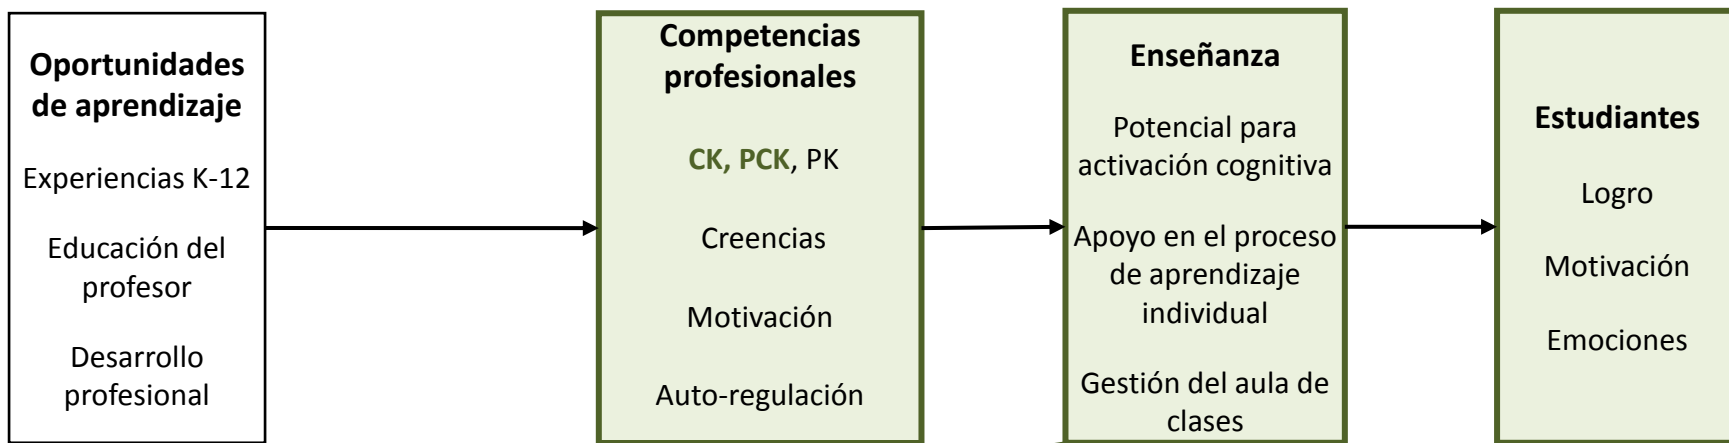 Oportunidades
de aprendizaje
Experiencias K-12
Educación del
profesor
Desarrollo
profesional
Competencias
profesionales
CK, PCK, PK
Creencias
Motivación
Auto-regulación
Enseñanza
Potencial para
activación cognitiva
Apoyo en el proceso
de aprendizaje
individual
Gestión del aula de
clases
Estudiantes
Logro
Motivación
Emociones